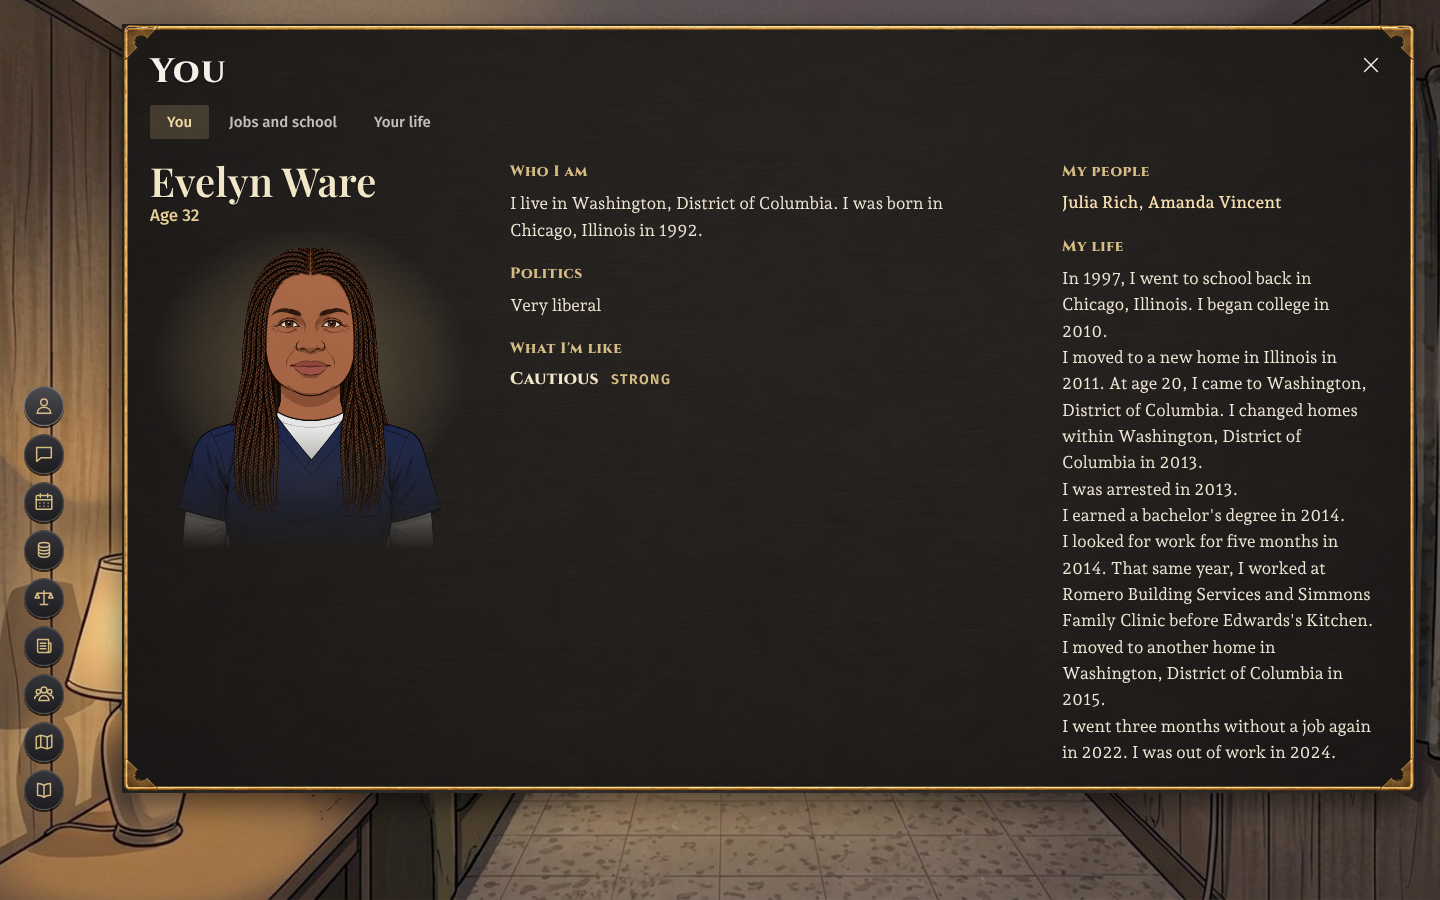 You
You
Jobs and school
Your life
Evelyn Ware
Age 32
Who I am
I live in Washington, District of Columbia. I was born in
Chicago, Illinois in 1992.
Politics
Very liberal
What I'm like
Cautious STRONG
My people
Julia Rich, Amanda Vincent
My life
In 1997, I went to school back in
Chicago, Illinois. I began college in
2010.
I moved to a new home in Illinois in
2011. At age 20, I came to Washington,
District of Columbia. I changed homes
within Washington, District of
Columbia in 2013.
I was arrested in 2013.
I earned a bachelor's degree in 2014.
I looked for work for five months in
2014. That same year, I worked at
Romero Building Services and Simmons
Family Clinic before Edwards's Kitchen.
I moved to another home in
Washington, District of Columbia in
2015.
I went three months without a job again
in 2022. I was out of work in 2024.